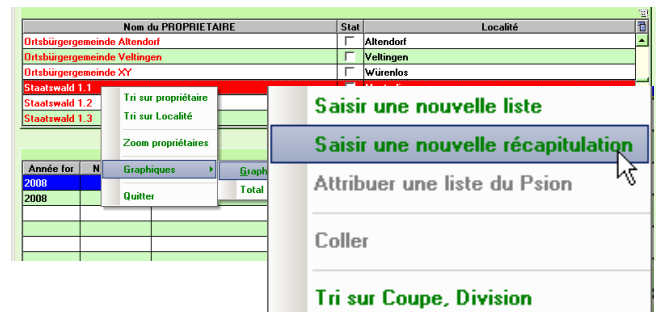 Nom du PROPRIETAIRE Stat Localité
Ortsbürgergemeinde Altendorf Altendorf
Ortsbürgergemeinde Veltingen Veltingen
Ortsbürgergemeinde XY Würenlos
Staatswald 1.1
Staatswald 1.2
Staatswald 1.3
Tri sur propriétaire
Tri sur Localité
Zoom propriétaires
Graphiques
Quitter
Graph
Total
Année for N
2008
2008
Saisir une nouvelle liste
Saisir une nouvelle récapitulation
Attribuer une liste du Psion
Coller
Tri sur Coupe, Division